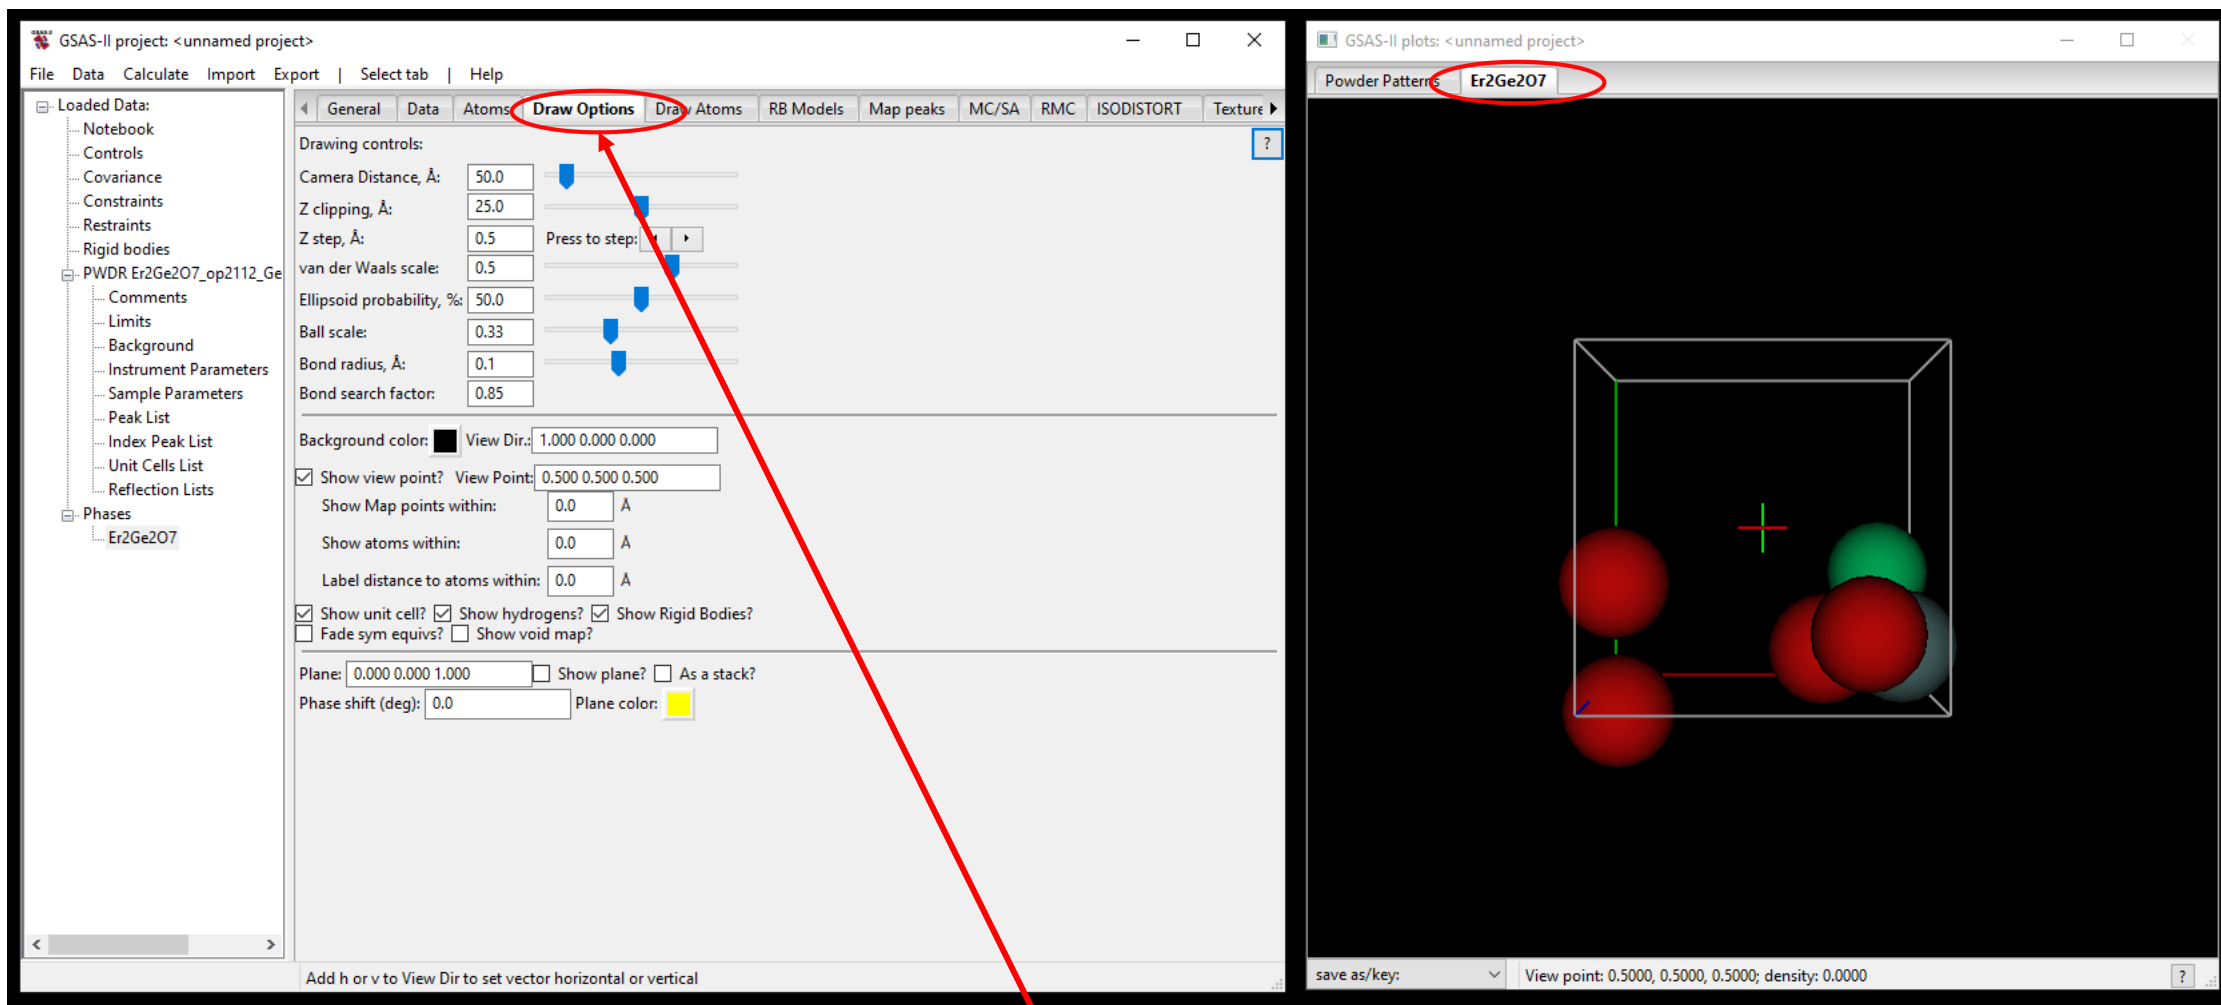 GSAS-II project: <unnamed project>
File Data Calculate Import Export | Select tab | Help
Loaded Data:
Notebook
Controls
Covariance
Constraints
Restraints
Rigid bodies
PWDR Er2Ge2O7_op2112_Ge
Comments
Limits
Background
Instrument Parameters
Sample Parameters
Peak List
Index Peak List
Unit Cells List
Reflection Lists
Phases
Er2Ge2O7
General Data Atoms Draw Options Draw Atoms RB Models Map peaks MC/SA RMC ISODISTORT Texture
Drawing controls: ?
Camera Distance, Å: 50.0
Z clipping, Å: 25.0
Z step, Å: 0.5 Press to step:
van der Waals scale: 0.5
Ellipsoid probability, %: 50.0
Ball scale: 0.33
Bond radius, Å: 0.1
Bond search factor: 0.85
Background color: View Dir.: 1.000 0.000 0.000
Show view point? View Point: 0.500 0.500 0.500
Show Map points within: 0.0 Å
Show atoms within: 0.0 Å
Label distance to atoms within: 0.0 Å
Show unit cell? Show hydrogens? Show Rigid Bodies?
Fade sym equivs? Show void map?
Plane: 0.000 0.000 1.000 Show plane? As a stack?
Phase shift (deg): 0.0 Plane color:
Add h or v to View Dir to set vector horizontal or vertical
GSAS-II plots: <unnamed project>
Powder Patterns Er2Ge2O7
save as/key: View point: 0.5000, 0.5000, 0.5000; density: 0.0000 ?